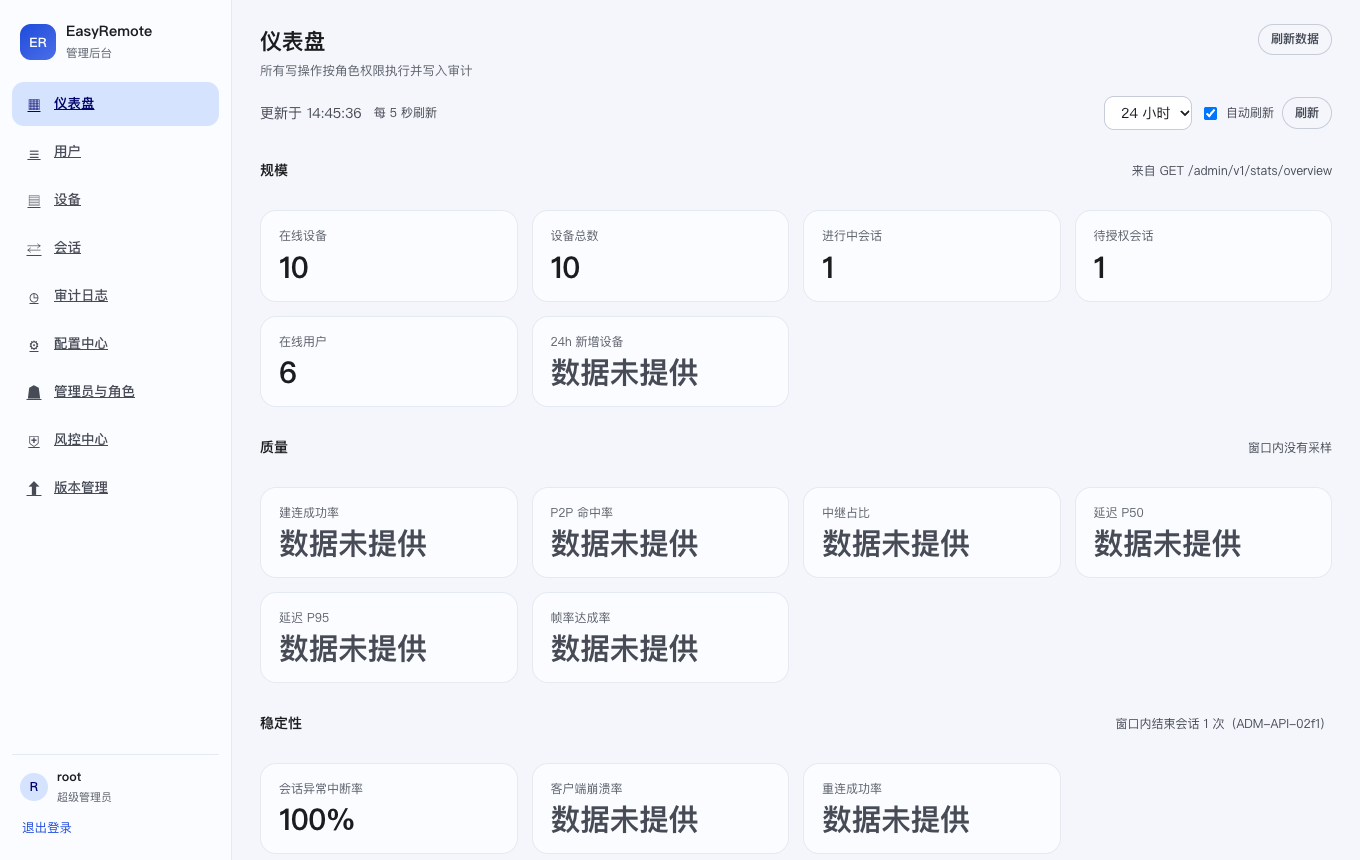 ER
EasyRemote
管理后台
仪表盘
用户
设备
会话
审计日志
配置中心
管理员与角色
风控中心
版本管理
R
root
超级管理员
退出登录
仪表盘
刷新数据
所有写操作按角色权限执行并写入审计
更新于 14:45:36 每 5 秒刷新
24 小时 自动刷新 刷新
规模
来自 GET /admin/v1/stats/overview
在线设备
10
设备总数
10
进行中会话
1
待授权会话
1
在线用户
6
24h 新增设备
数据未提供
质量
窗口内没有采样
建连成功率
数据未提供
P2P 命中率
数据未提供
中继占比
数据未提供
延迟 P50
数据未提供
延迟 P95
数据未提供
帧率达成率
数据未提供
稳定性
窗口内结束会话 1 次（ADM-API-02f1）
会话异常中断率
100%
客户端崩溃率
数据未提供
重连成功率
数据未提供